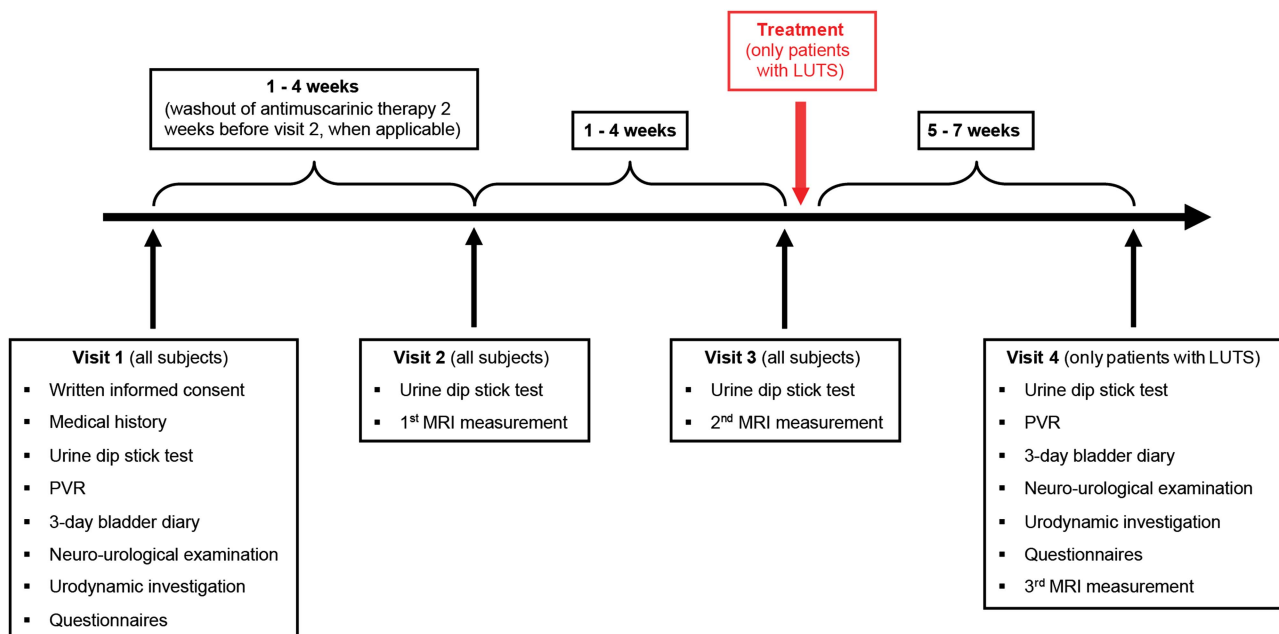 Treatment
(only patients
with LUTS)
1 - 4 weeks
(washout of antimuscarinic therapy 2
weeks before visit 2, when applicable)
1 - 4 weeks
5 - 7 weeks
Visit 1 (all subjects)
▪ Written informed consent
▪ Medical history
▪ Urine dip stick test
▪ PVR
▪ 3-day bladder diary
▪ Neuro-urological examination
▪ Urodynamic investigation
▪ Questionnaires
Visit 2 (all subjects)
▪ Urine dip stick test
▪ 1st MRI measurement
Visit 3 (all subjects)
▪ Urine dip stick test
▪ 2nd MRI measurement
Visit 4 (only patients with LUTS)
▪ Urine dip stick test
▪ PVR
▪ 3-day bladder diary
▪ Neuro-urological examination
▪ Urodynamic investigation
▪ Questionnaires
▪ 3rd MRI measurement